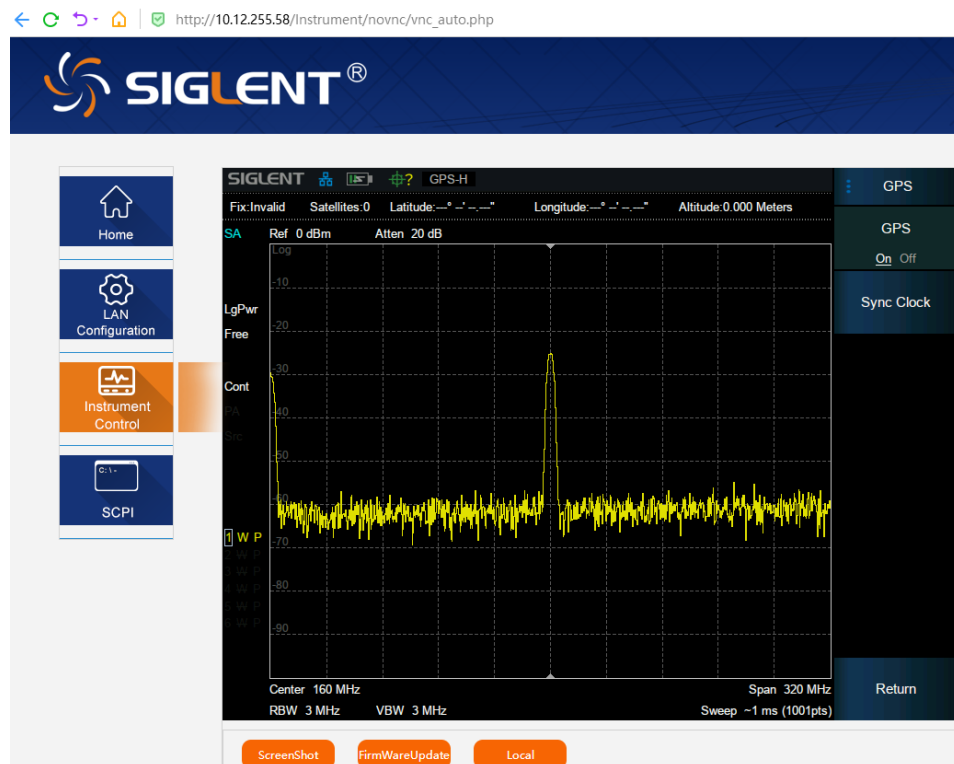 http://10.12.255.58/Instrument/novnc/vnc_auto.php
SIGLENT®
Home
LAN
Configuration
Instrument
Control
C:\-
SCPI
SIGLENT ? GPS-H
Fix:Invalid Satellites:0 Latitude:---° --' --.---" Longitude:---° --' --.---" Altitude:0.000 Meters
SA Ref 0 dBm Atten 20 dB
Log
-10
LgPwr
-20
Free
-30
Cont
PA
-40
Src
-50
-60
1 W P
-70
2 W P
3 W P
4 W P
-80
5 W P
6 W P
-90
Center 160 MHz Span 320 MHz
RBW 3 MHz VBW 3 MHz Sweep ~1 ms (1001pts)
GPS
GPS
On Off
Sync Clock
Return
ScreenShot FirmWareUpdate Local